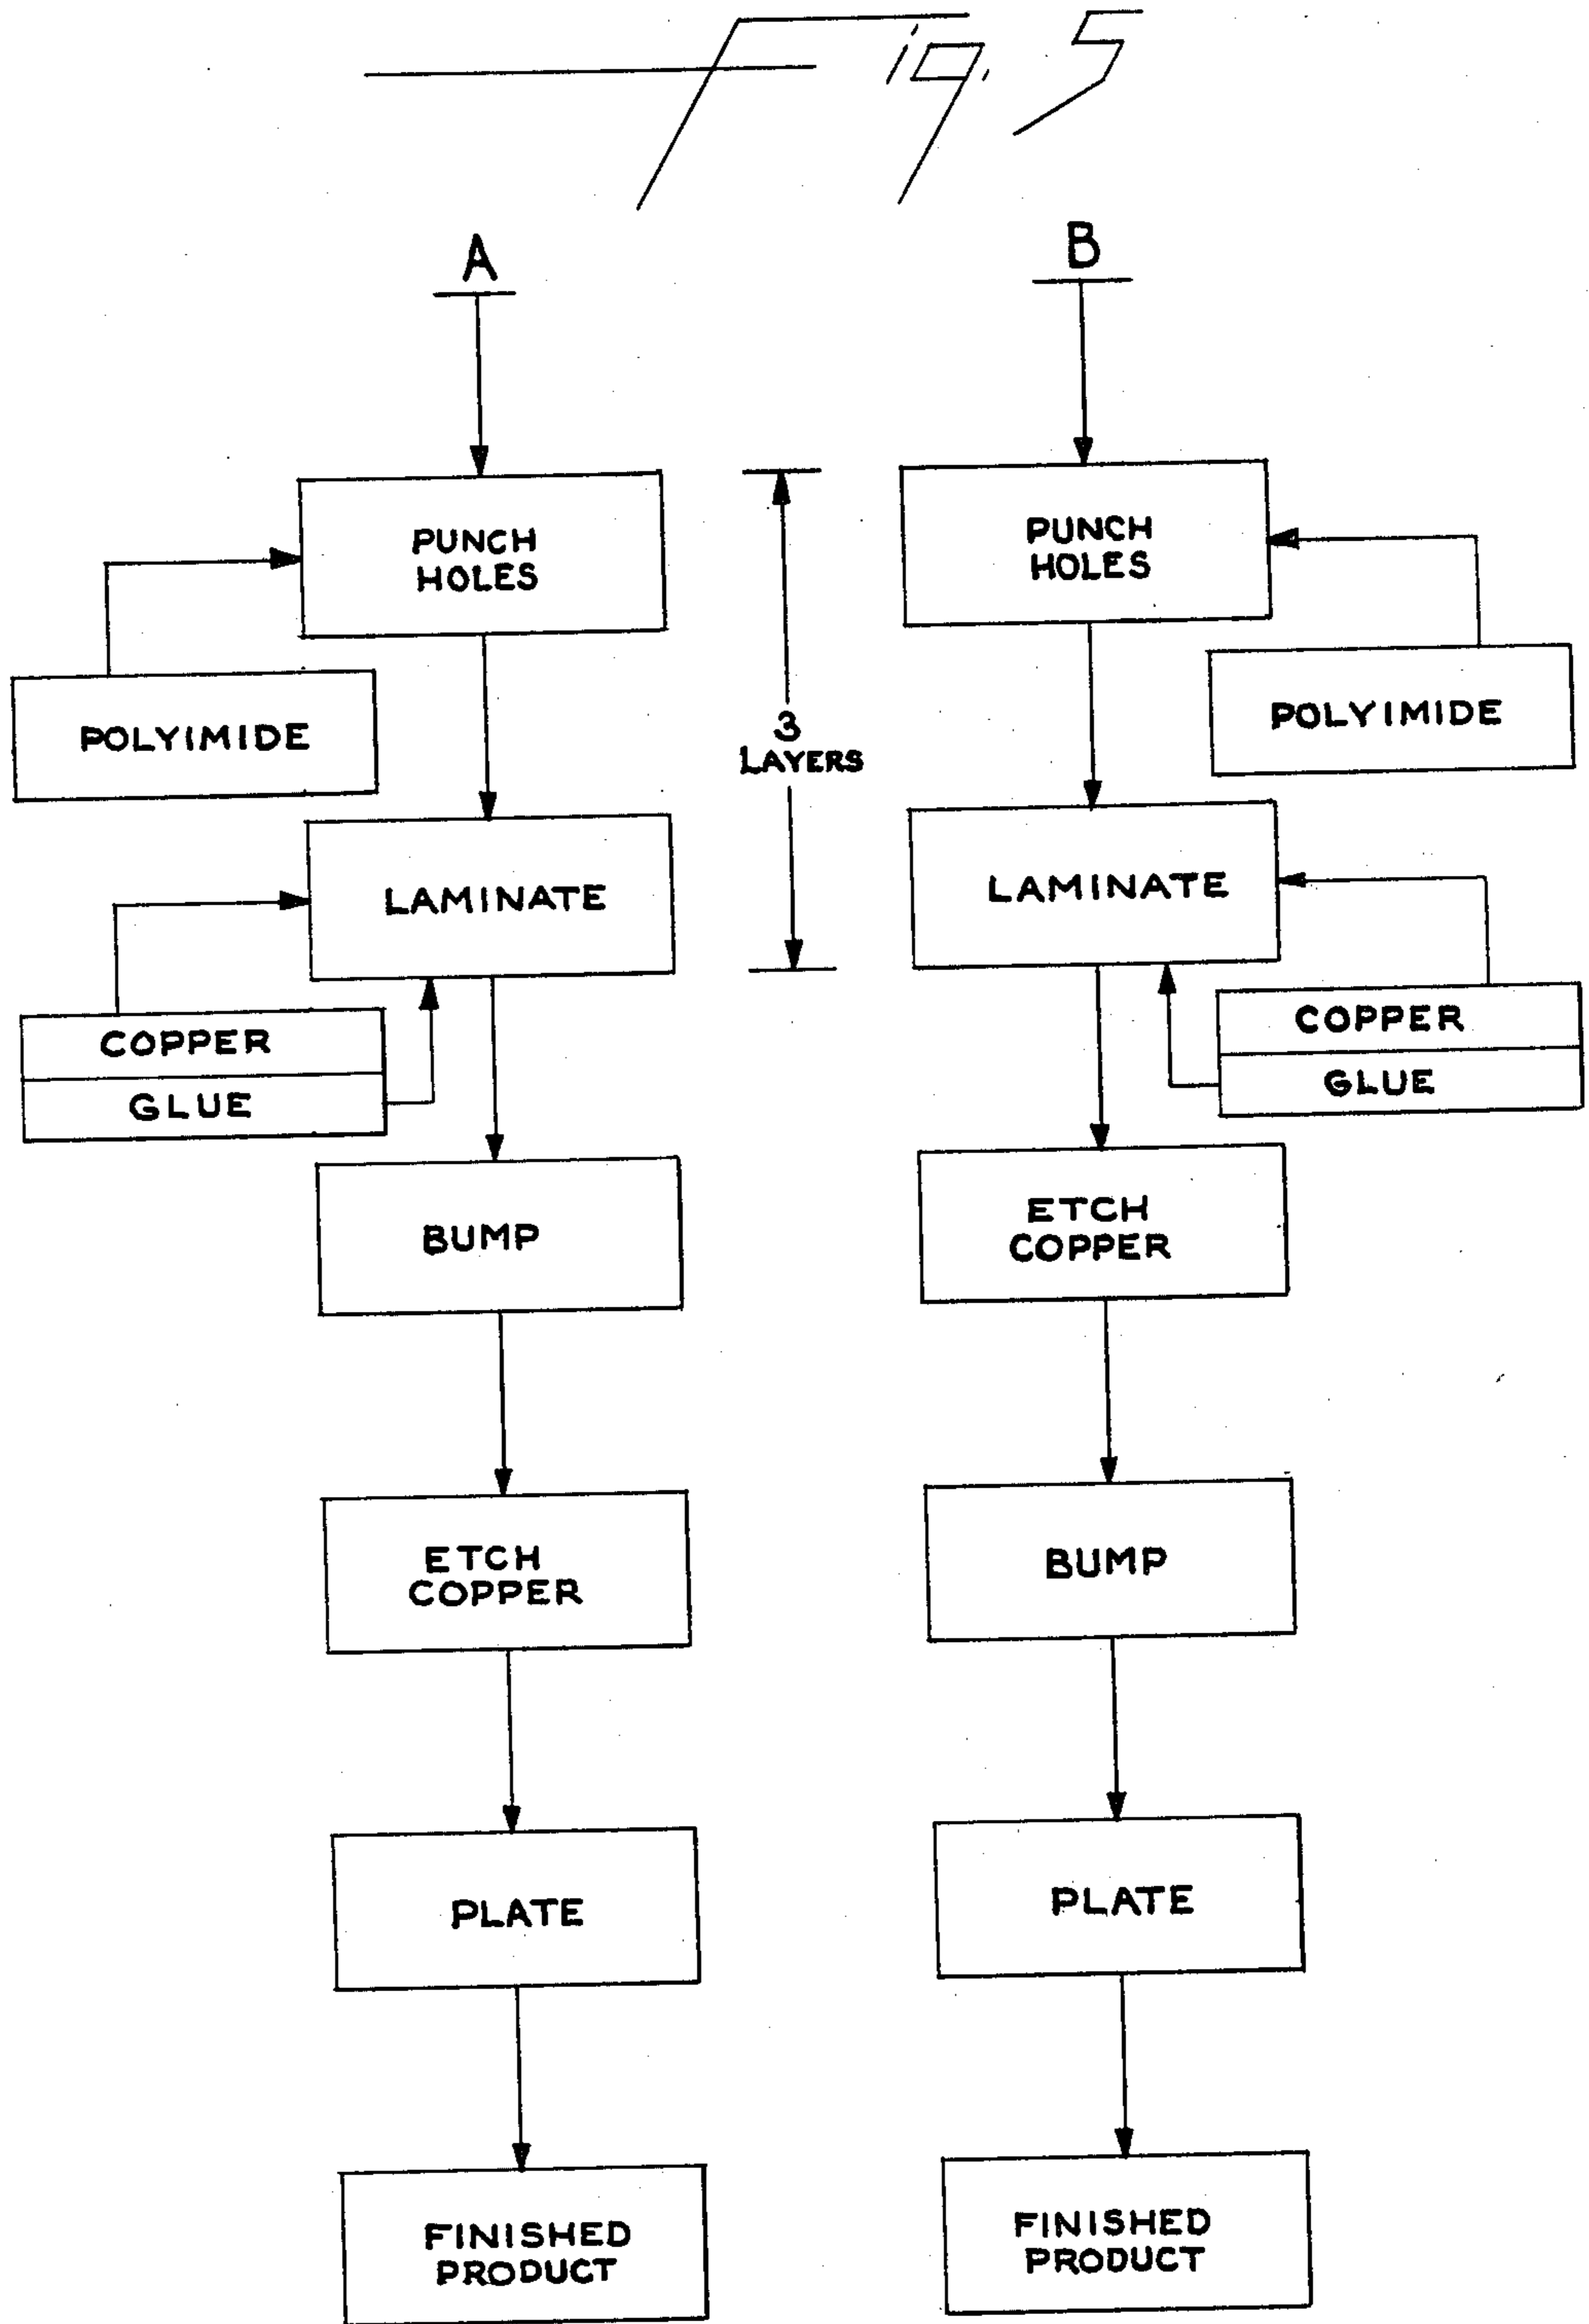 Fig. 5
A
B
PUNCH
HOLES
POLYIMIDE
LAMINATE
COPPER
GLUE
BUMP
ETCH
COPPER
PLATE
FINISHED
PRODUCT
3
LAYERS
PUNCH
HOLES
POLYIMIDE
LAMINATE
COPPER
GLUE
ETCH
COPPER
BUMP
PLATE
FINISHED
PRODUCT